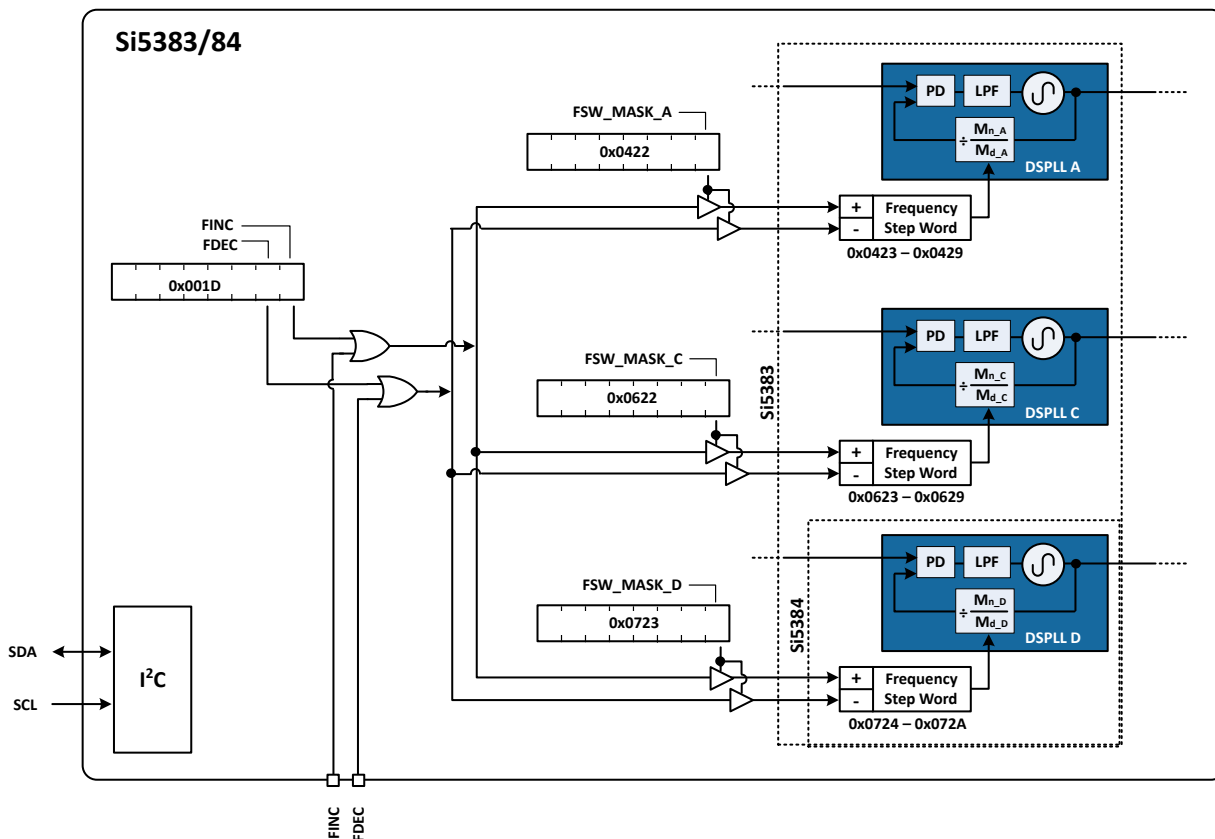 Si5383/84
FSW_MASK_A
0x0422
PD
LPF
÷ Mn_A
Md_A
DSPLL A
+ Frequency
- Step Word
0x0423 – 0x0429
FINC
FDEC
0x001D
FSW_MASK_C
0x0622
Si5383
PD
LPF
÷ Mn_C
Md_C
DSPLL C
+ Frequency
- Step Word
0x0623 – 0x0629
FSW_MASK_D
0x0723
Si5384
PD
LPF
÷ Mn_D
Md_D
DSPLL D
+ Frequency
- Step Word
0x0724 – 0x072A
SDA
SCL
I²C
FINC
FDEC